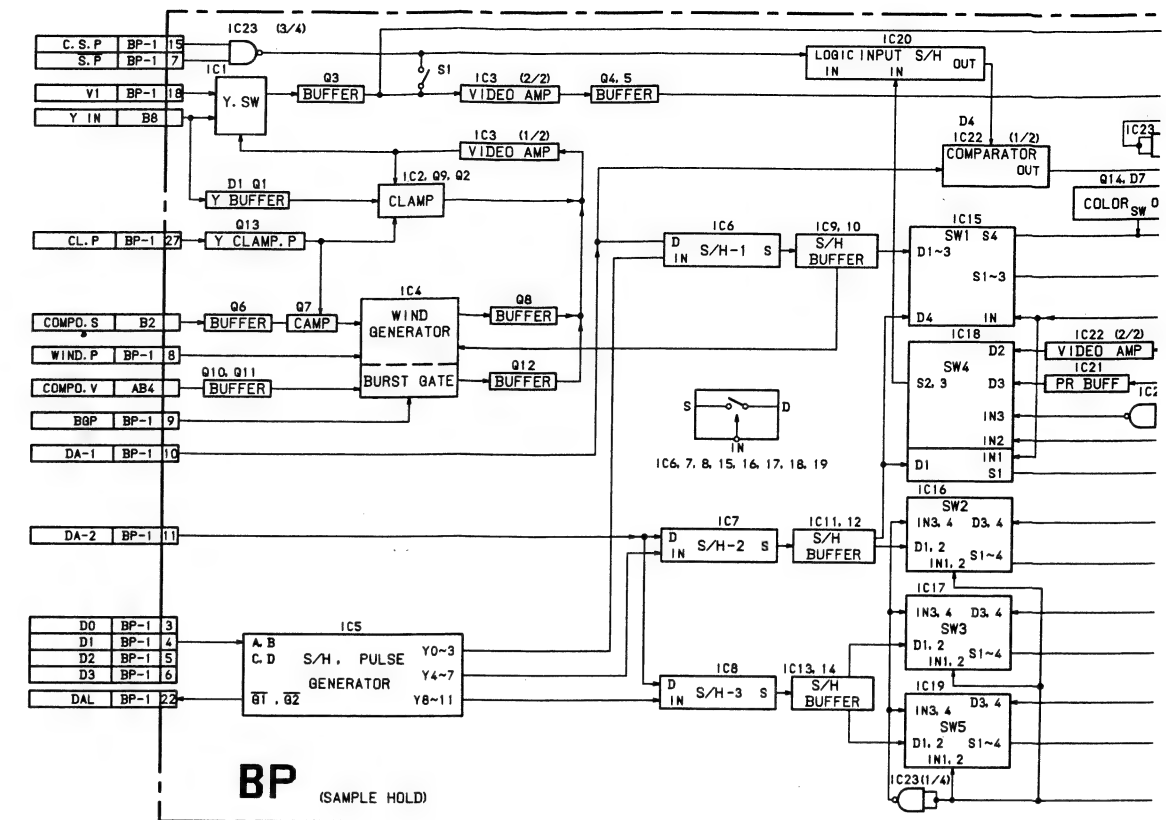 IC23 (3/4)
C.S.P BP-1 15
S.P BP-1 7
IC1
V1 BP-1 18
Y. SW
Y IN B8
Q3
BUFFER
S1
IC3 (2/2)
VIDEO AMP
Q4, 5
BUFFER
IC20
LOGIC INPUT S/H OUT
IN IN
D4
IC22 (1/2)
COMPARATOR
OUT
IC23
IC3 (1/2)
VIDEO AMP
D1 Q1
Y BUFFER
IC2, Q9, Q2
CLAMP
Q14, D7
COLOR O
SW
CL.P BP-1 27
Q13
Y CLAMP.P
IC6
D S/H-1 S
IN
IC9, 10
S/H
BUFFER
IC15
SW1 S4
D1~3
S1~3
D4 IN
COMPO.S B2
Q6
BUFFER
Q7
CAMP
IC4
WIND
GENERATOR
BURST GATE
Q8
BUFFER
WIND.P BP-1 8
COMPO.V AB4
Q10, Q11
BUFFER
Q12
BUFFER
BGP BP-1 9
DA-1 BP-1 10
S D
IN
IC6, 7, 8, 15, 16, 17, 18, 19
IC18
D2
SW4
S2, 3 D3
IN3
IN2
IN1
D1 S1
IC22 (2/2)
VIDEO AMP
IC21
PR BUFF
IC2
DA-2 BP-1 11
IC7
D S/H-2 S
IN
IC11, 12
S/H
BUFFER
IC16
SW2
IN3, 4 D3, 4
D1, 2 S1~4
IN1, 2
IC17
IN3, 4 D3, 4
SW3
D1, 2 S1~4
IN1, 2
D0 BP-1 3
D1 BP-1 4
D2 BP-1 5
D3 BP-1 6
DAL BP-1 22
IC5
A, B
C, D S/H, PULSE
GENERATOR
Q1, Q2
Y0~3
Y4~7
Y8~11
IC8
D S/H-3 S
IN
IC13, 14
S/H
BUFFER
IC19
IN3, 4 D3, 4
SW5
D1, 2 S1~4
IN1, 2
IC23(1/4)
BP (SAMPLE HOLD)